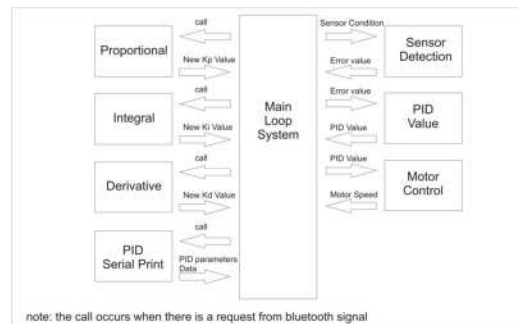 call
Proportional
New Kp Value
call
Integral
New Ki Value
call
Derivative
New Kd Value
call
PID
Serial Print
PID parameters
Data
Main
Loop
System
Sensor Condition
Sensor
Detection
Error value
Error value
PID
Value
PID Value
PID Value
Motor
Control
Motor Speed
note: the call occurs when there is a request from bluetooth signal